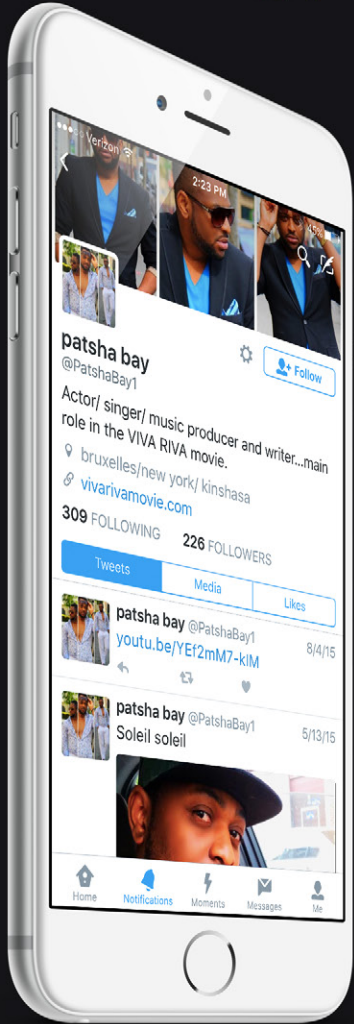 Verizon
2:23 PM
patsha bay
@PatshaBay1
Follow
Actor/ singer/ music producer and writer...main
role in the VIVA RIVA movie.
bruxelles/new york/ kinshasa
vivarivamovie.com
309 FOLLOWING 226 FOLLOWERS
Tweets Media Likes
patsha bay @PatshaBay1 8/4/15
youtu.be/YEf2mM7-kIM
patsha bay @PatshaBay1 5/13/15
Soleil soleil
Home Notifications Moments Messages Me